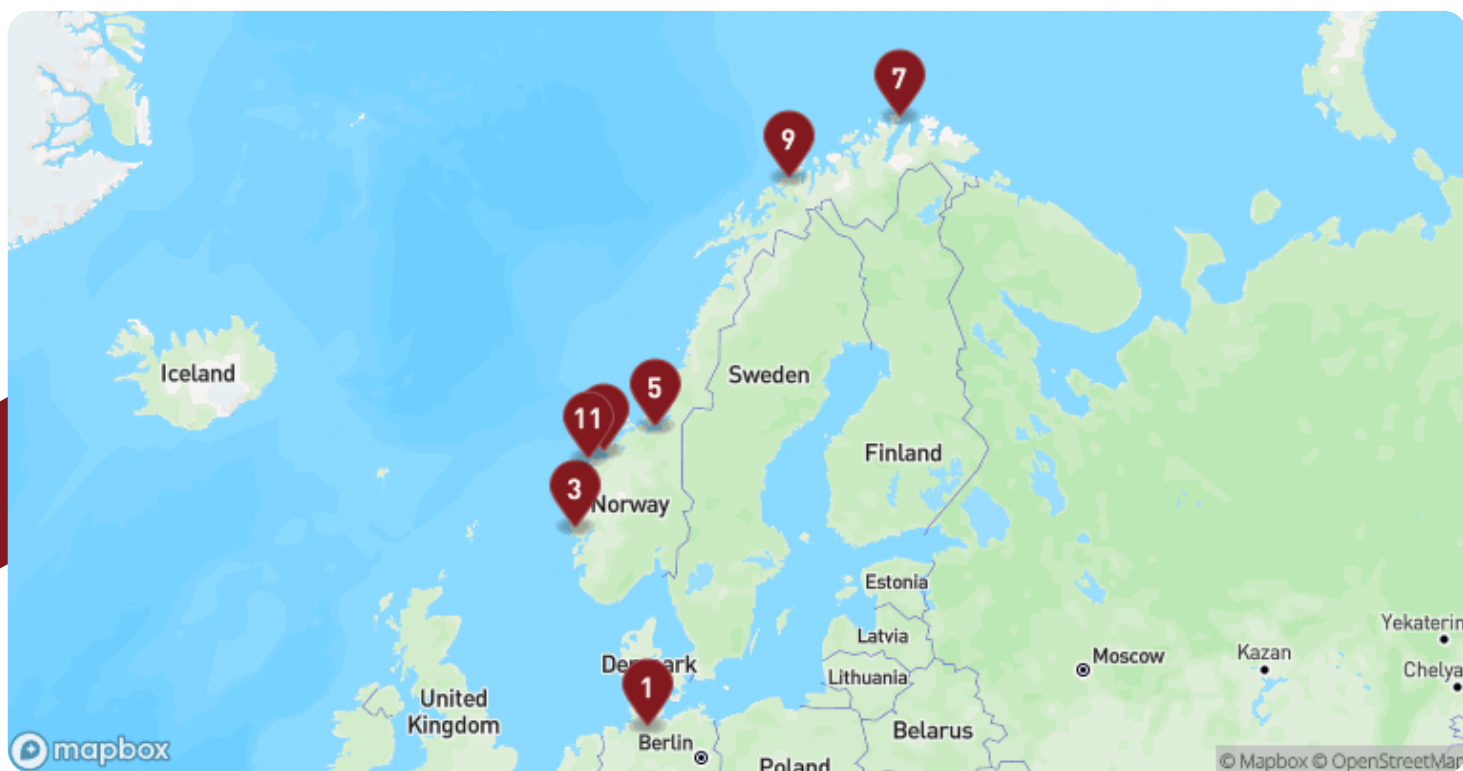 7
9
5
Iceland
Sweden
11
Finland
3
Norway
Estonia
Yekaterin
Latvia
Kazan
Moscow
Denmark
Chelya
Lithuania
1
United
Kingdom
Belarus
Berlin
Poland
mapbox
© Mapbox © OpenStreetMap